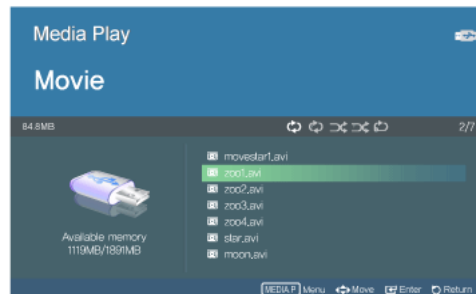 Media Play
Movie
84.8MB
2/7
movestar1.avi
zoo1.avi
zoo2.avi
zoo3.avi
zoo4.avi
star.avi
moon.avi
Available memory
1119MB/1891MB
MEDIA.P Menu Move Enter Return